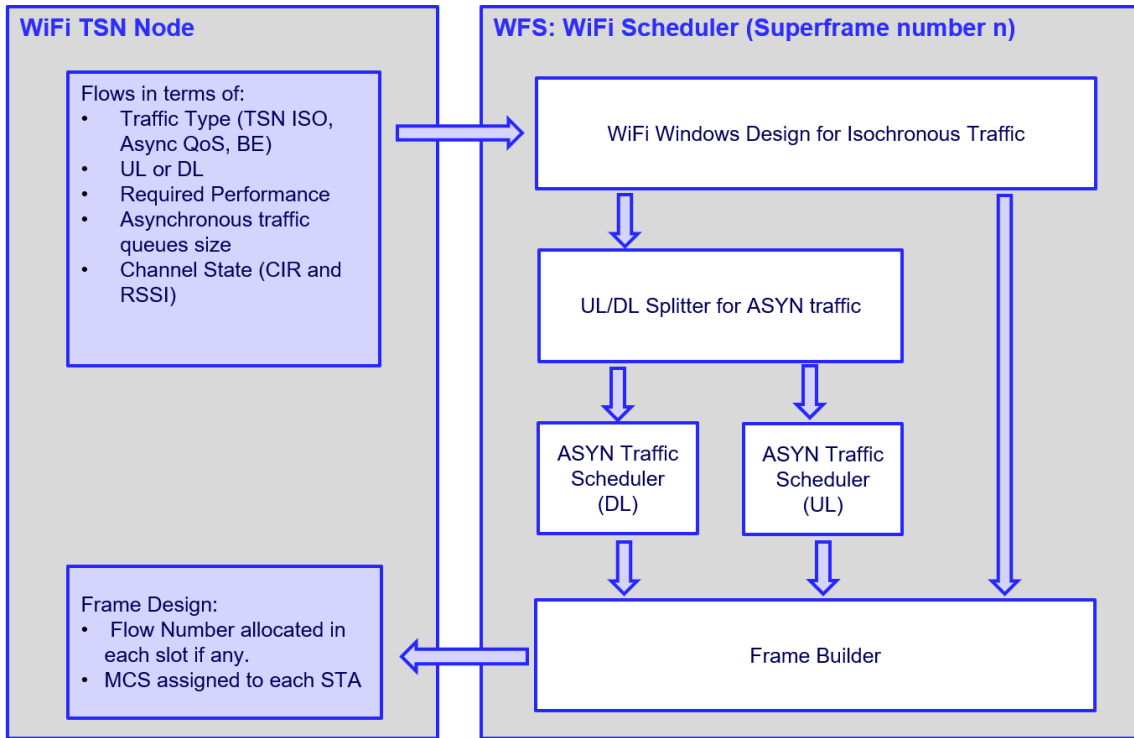 WiFi TSN Node
Flows in terms of:
• Traffic Type (TSN ISO,
Async QoS, BE)
• UL or DL
• Required Performance
• Asynchronous traffic
queues size
• Channel State (CIR and
RSSI)
Frame Design:
• Flow Number allocated in
each slot if any.
• MCS assigned to each STA
WFS: WiFi Scheduler (Superframe number n)
WiFi Windows Design for Isochronous Traffic
UL/DL Splitter for ASYN traffic
ASYN Traffic
Scheduler
(DL)
ASYN Traffic
Scheduler
(UL)
Frame Builder